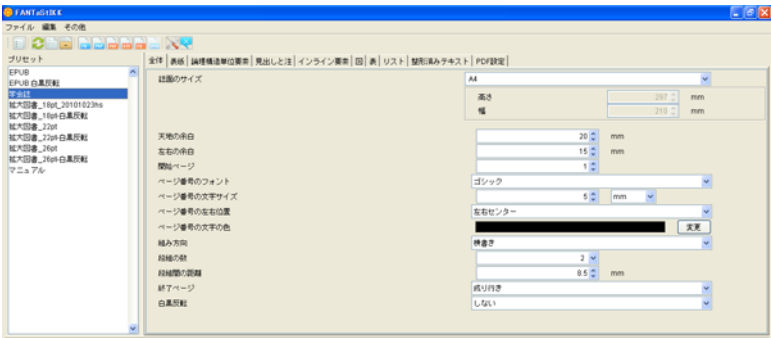 FANTaStIKK
ファイル 編集 その他
プリセット
EPUB
EPUB 白黒反転
学会誌
拡大図書_18pt_20101023hs
拡大図書_18pt-白黒反転
拡大図書_22pt
拡大図書_22pt-白黒反転
拡大図書_26pt
拡大図書_26pt-白黒反転
マニュアル
全体 表紙 論理構造単位要素 見出しと注 インライン要素 図 表 リスト 整形済みテキスト PDF設定
誌面のサイズ A4
高さ 297 mm
幅 210 mm
天地の余白 20 mm
左右の余白 15 mm
開始ページ 1
ページ番号のフォント ゴシック
ページ番号の文字サイズ 5 mm
ページ番号の左右位置 左右センター
ページ番号の文字の色 変更
組み方向 横書き
段組の数 2
段組間の距離 8.5 mm
終了ページ 成り行き
白黒反転 しない